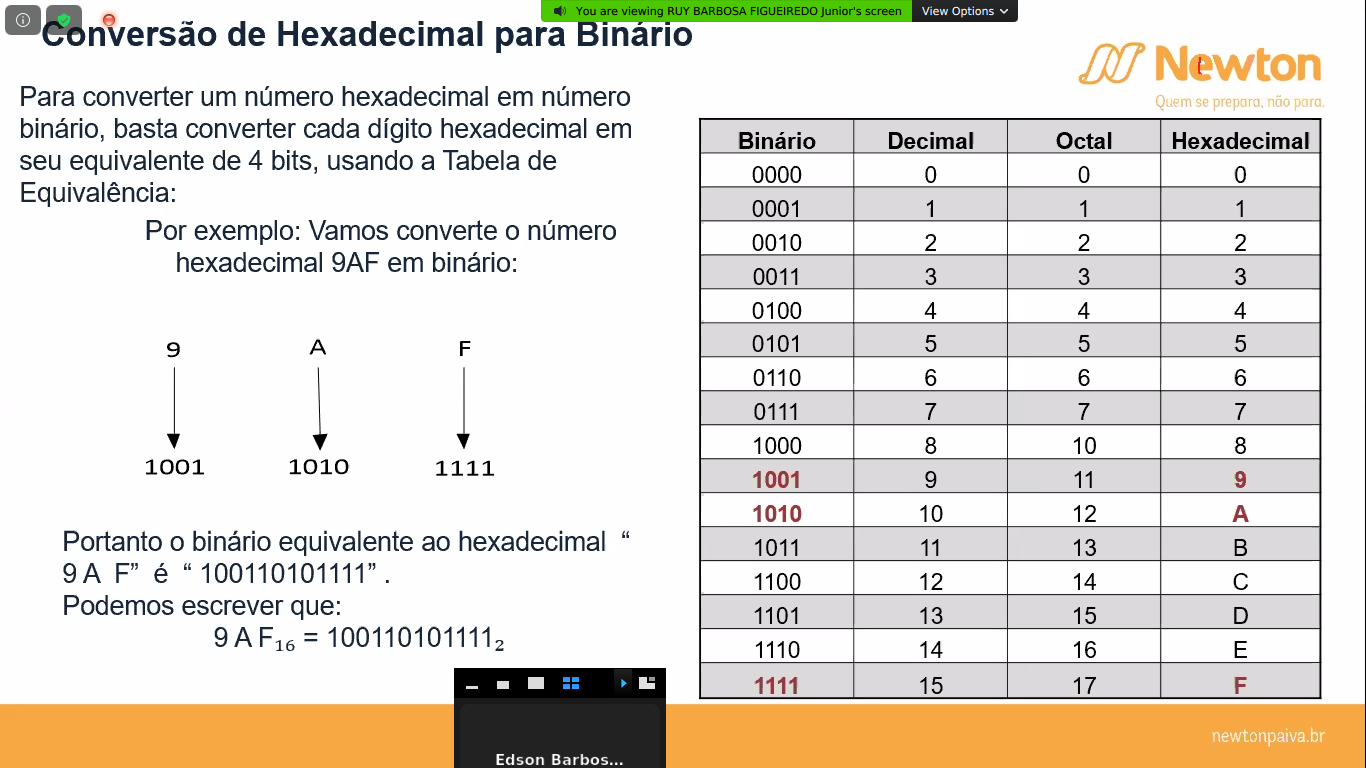 You are viewing RUY BARBOSA FIGUEIREDO Junior's screen
View Options
Conversão de Hexadecimal para Binário
Newton
Quem se prepara, não para.
Para converter um número hexadecimal em número
binário, basta converter cada dígito hexadecimal em
seu equivalente de 4 bits, usando a Tabela de
Equivalência:
Por exemplo: Vamos converte o número
hexadecimal 9AF em binário:
9 A F
1001 1010 1111
Portanto o binário equivalente ao hexadecimal “
9 A F” é “ 100110101111” .
Podemos escrever que:
9 A F₁₆ = 100110101111₂
Binário Decimal Octal Hexadecimal
0000 0 0 0
0001 1 1 1
0010 2 2 2
0011 3 3 3
0100 4 4 4
0101 5 5 5
0110 6 6 6
0111 7 7 7
1000 8 10 8
1001 9 11 9
1010 10 12 A
1011 11 13 B
1100 12 14 C
1101 13 15 D
1110 14 16 E
1111 15 17 F
Edson Barbos...
newtonpaiva.br